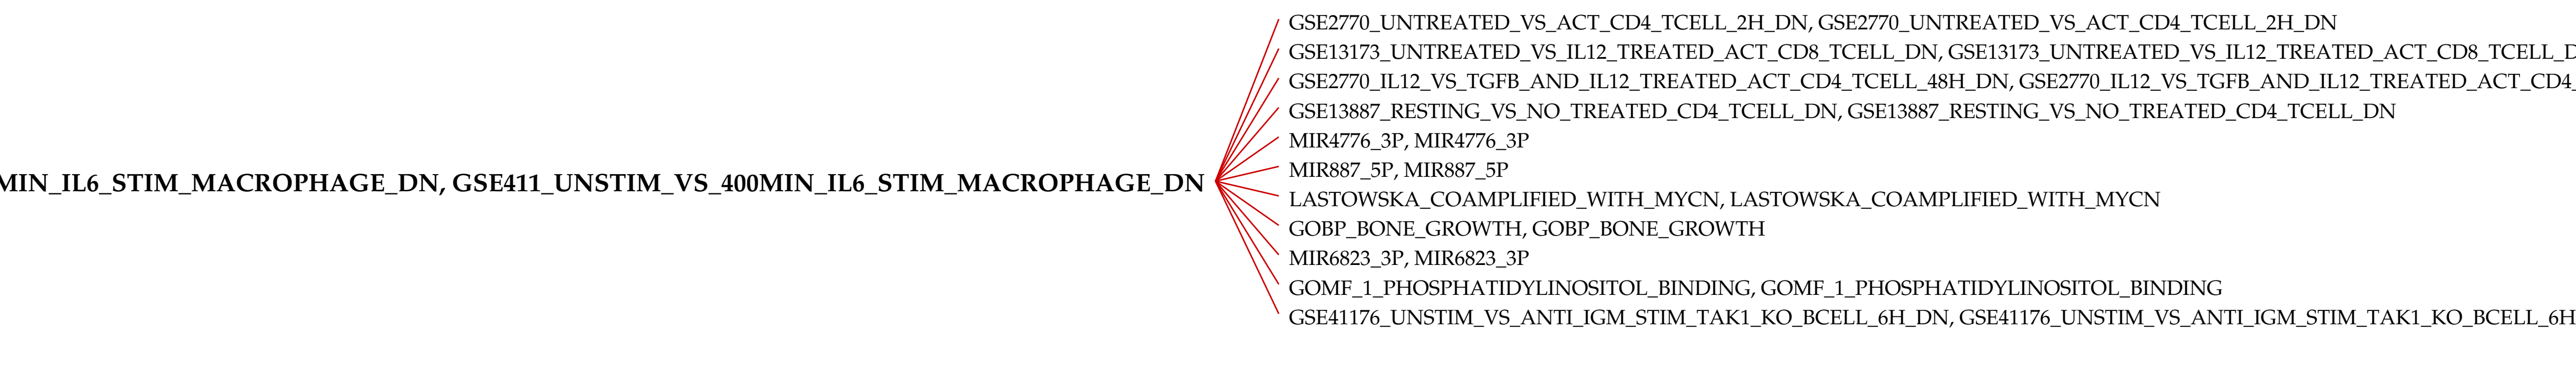 GSE2770_UNTREATED_VS_ACT_CD4_TCELL_2H_DN, GSE2770_UNTREATED_VS_ACT_CD4_TCELL_2H_DN
GSE13173_UNTREATED_VS_IL12_TREATED_ACT_CD8_TCELL_DN, GSE13173_UNTREATED_VS_IL12_TREATED_ACT_CD8_TCELL_D
GSE2770_IL12_VS_TGFB_AND_IL12_TREATED_ACT_CD4_TCELL_48H_DN, GSE2770_IL12_VS_TGFB_AND_IL12_TREATED_ACT_CD4_
GSE13887_RESTING_VS_NO_TREATED_CD4_TCELL_DN, GSE13887_RESTING_VS_NO_TREATED_CD4_TCELL_DN
MIR4776_3P, MIR4776_3P
MIR887_5P, MIR887_5P
MIN_IL6_STIM_MACROPHAGE_DN, GSE411_UNSTIM_VS_400MIN_IL6_STIM_MACROPHAGE_DN
LASTOWSKA_COAMPLIFIED_WITH_MYCN, LASTOWSKA_COAMPLIFIED_WITH_MYCN
GOBP_BONE_GROWTH, GOBP_BONE_GROWTH
MIR6823_3P, MIR6823_3P
GOMF_1_PHOSPHATIDYLINOSITOL_BINDING, GOMF_1_PHOSPHATIDYLINOSITOL_BINDING
GSE41176_UNSTIM_VS_ANTI_IGM_STIM_TAK1_KO_BCELL_6H_DN, GSE41176_UNSTIM_VS_ANTI_IGM_STIM_TAK1_KO_BCELL_6H